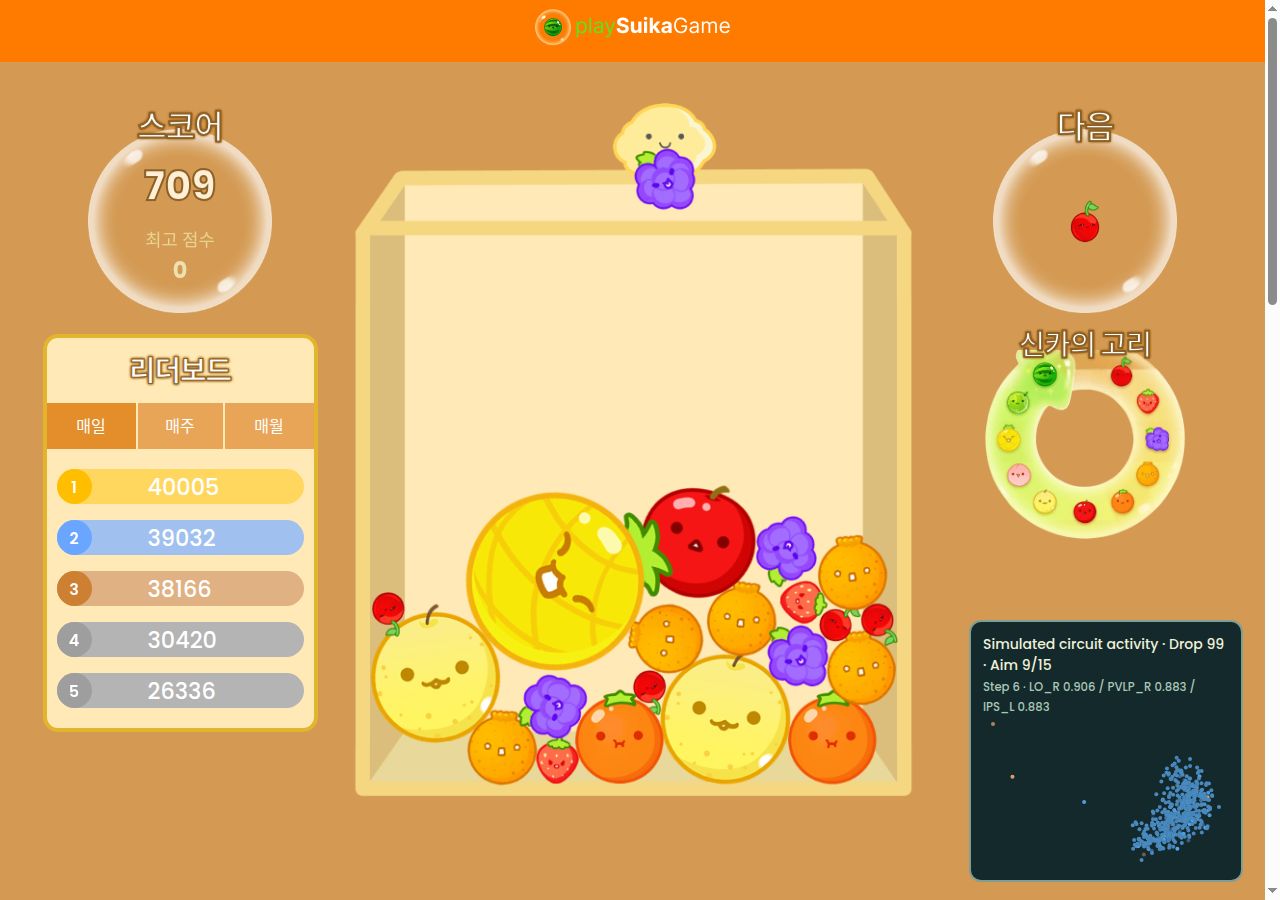 playSuikaGame
스코어
709
최고 점수
0
다음
신카의 고리
리더보드
매일
매주
매월
1
40005
2
39032
3
38166
4
30420
5
26336
Simulated circuit activity · Drop 99
· Aim 9/15
Step 6 · LO_R 0.906 / PVLP_R 0.883 /
IPS_L 0.883